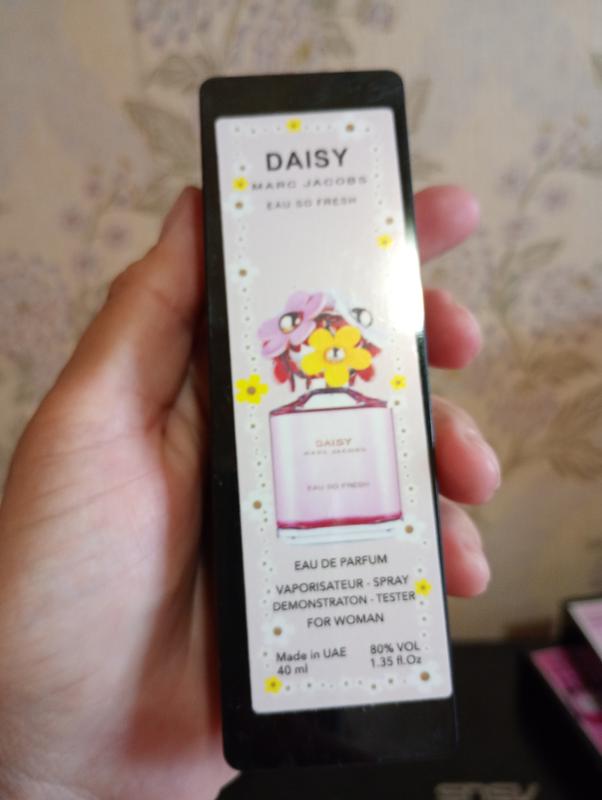 DAISY
MARC JACOBS
EAU SO FRESH
DAISY
MARC JACOBS
EAU SO FRESH
EAU DE PARFUM
VAPORISATEUR - SPRAY
DEMONSTRATON - TESTER
FOR WOMAN
Made in UAE 80% VOL
40 ml 1.35 fl.Oz
ASUS